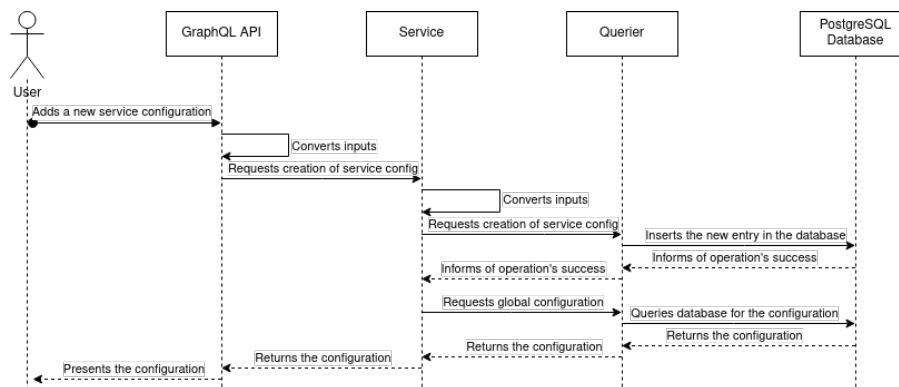 GraphQL API
Service
Querier
PostgreSQL
Database
User
Adds a new service configuration
Converts inputs
Requests creation of service config
Converts inputs
Requests creation of service config
Inserts the new entry in the database
Informs of operation's success
Informs of operation's success
Requests global configuration
Queries database for the configuration
Returns the configuration
Returns the configuration
Returns the configuration
Presents the configuration